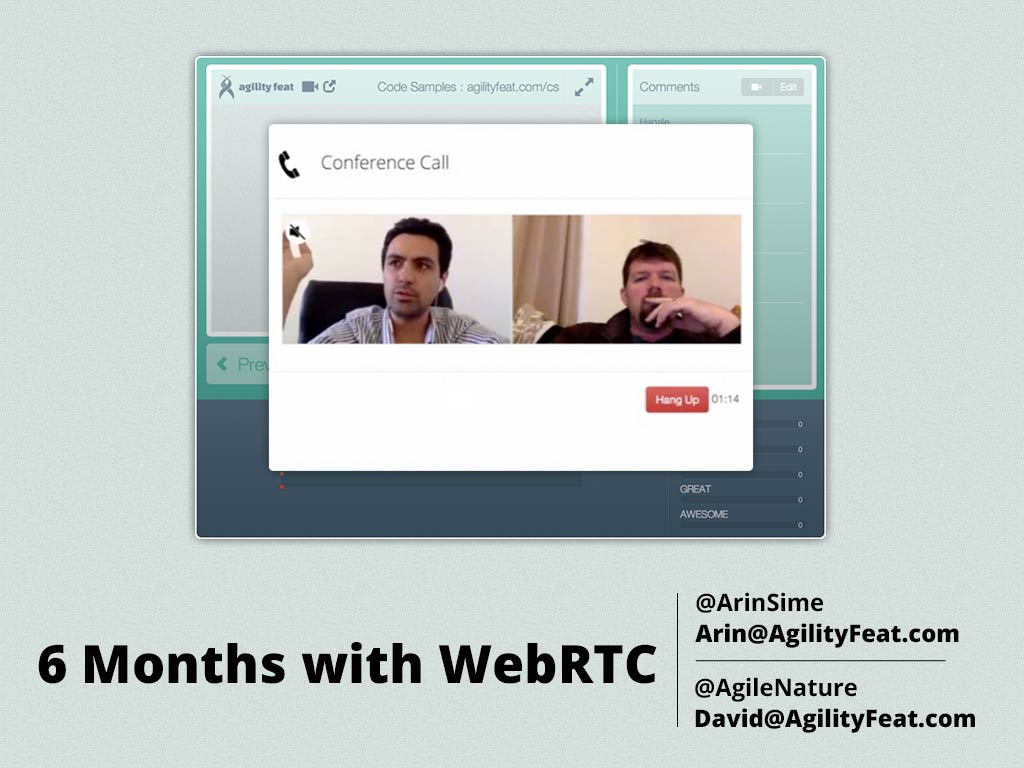 agility feat
Code Samples : agilityfeat.com/cs
Comments
Edit
Hagale
Conference Call
Prev
Hang Up 01:14
0
0
0
GREAT
0
AWESOME
0
6 Months with WebRTC
@ArinSime
Arin@AgilityFeat.com
@AgileNature
David@AgilityFeat.com